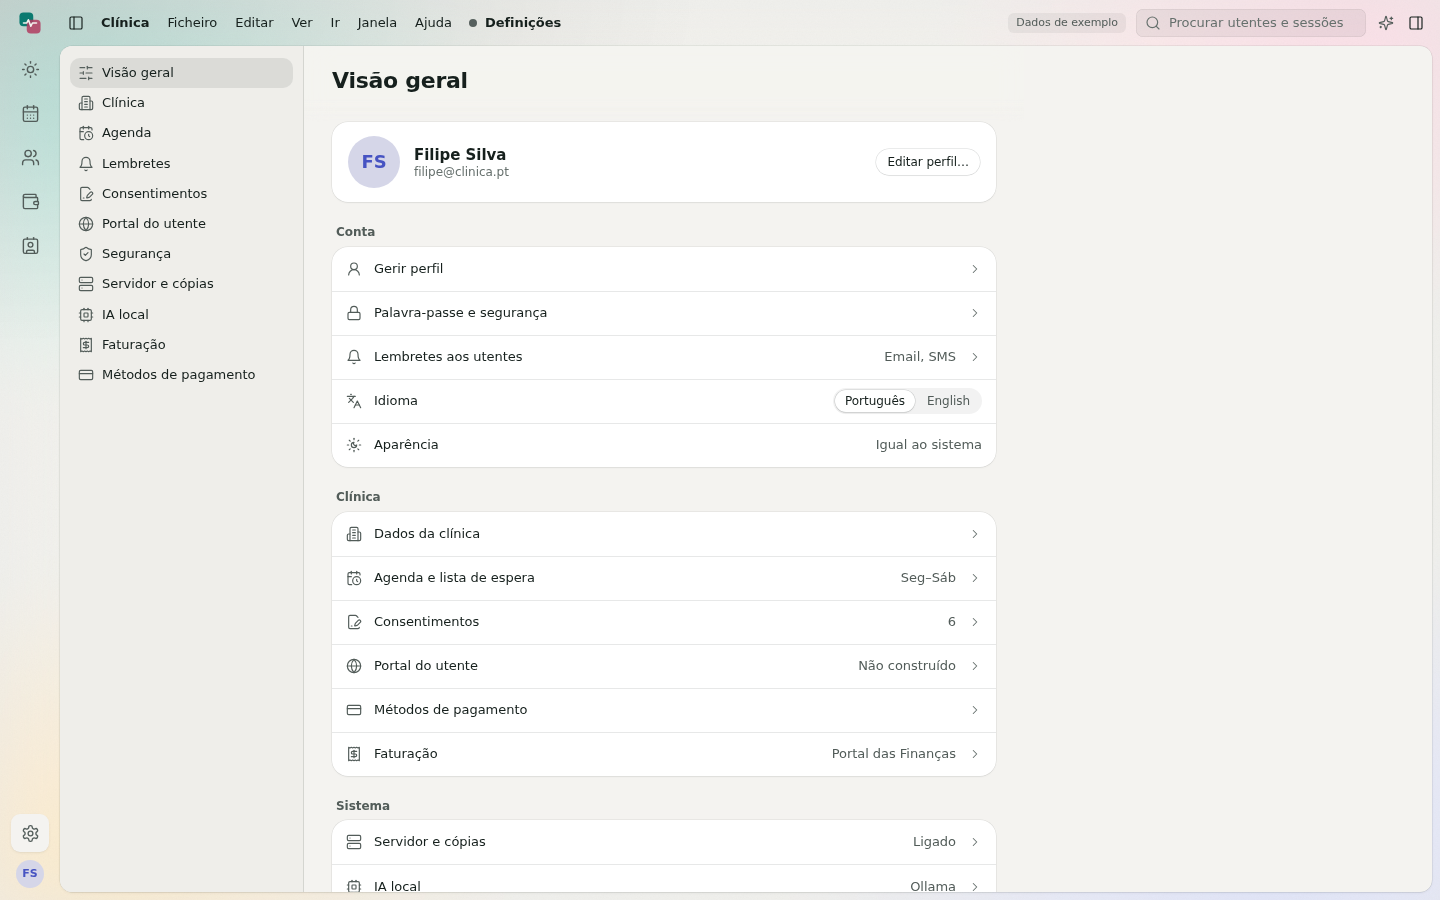 Clínica Ficheiro Editar Ver Ir Janela Ajuda Definições Dados de exemplo Procurar utentes e sessões
Visão geral
Clínica
Agenda
Lembretes
Consentimentos
Portal do utente
Segurança
Servidor e cópias
IA local
Faturação
Métodos de pagamento
Visão geral
FS Filipe Silva
filipe@clinica.pt
Editar perfil…
Conta
Gerir perfil
Palavra-passe e segurança
Lembretes aos utentes Email, SMS
Idioma Português English
Aparência Igual ao sistema
Clínica
Dados da clínica
Agenda e lista de espera Seg–Sáb
Consentimentos 6
Portal do utente Não construído
Métodos de pagamento
Faturação Portal das Finanças
Sistema
Servidor e cópias Ligado
IA local Ollama
FS